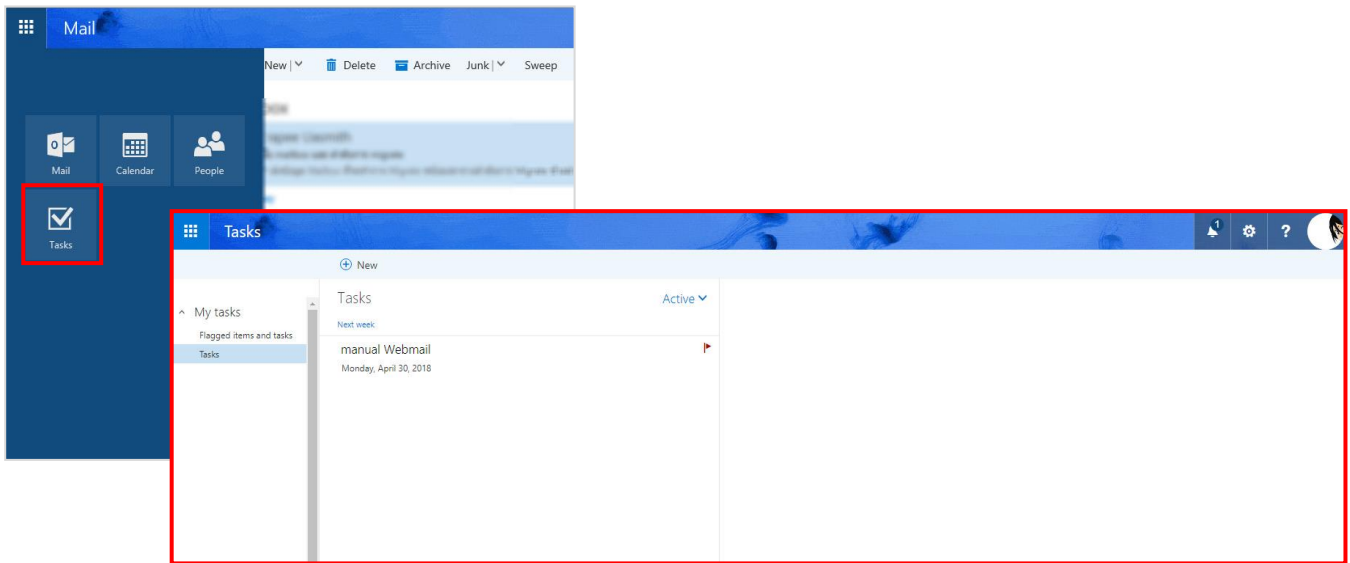 Mail
New
Delete
Archive
Junk
Sweep
Mail
Calendar
People
Tasks
Tasks
1
?
New
My tasks
Flagged items and tasks
Tasks
Tasks
Active
Next week
manual Webmail
Monday, April 30, 2018